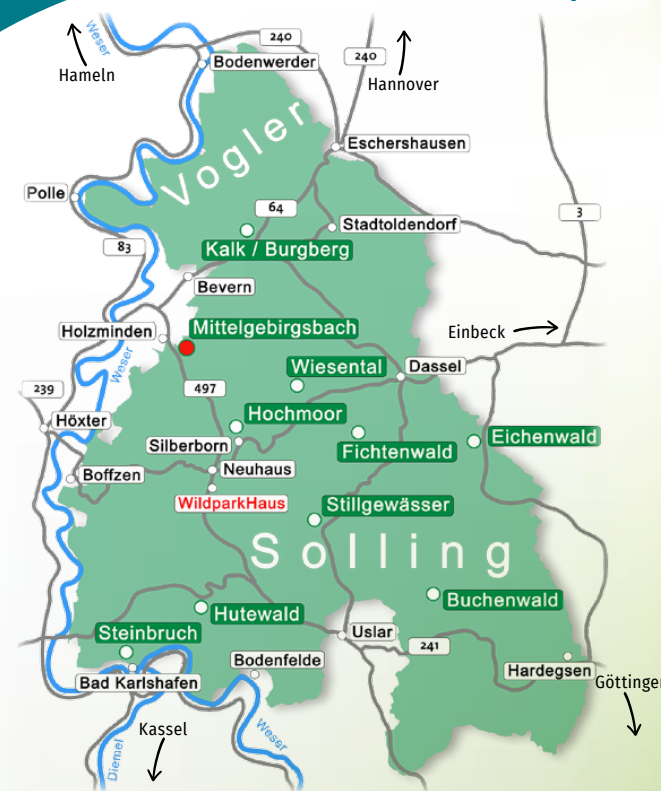 Weser
240
Bodenwerder
240
Hameln
Hannover
Vogler
Eschershausen
Polle
64
3
Stadtoldendorf
83
Kalk / Burgberg
Bevern
Holzminden
Mittelgebirgsbach
Einbeck
Weser
Wiesental
Dassel
239
497
Höxter
Hochmoor
Silberborn
Fichtenwald
Eichenwald
Boffzen
Neuhaus
WildparkHaus
Stillgewässer
Solling
Buchenwald
Hutewald
Steinbruch
Uslar
241
Bodenfelde
Hardegsen
Bad Karlshafen
Göttingen
Kassel
Weser
Diemel